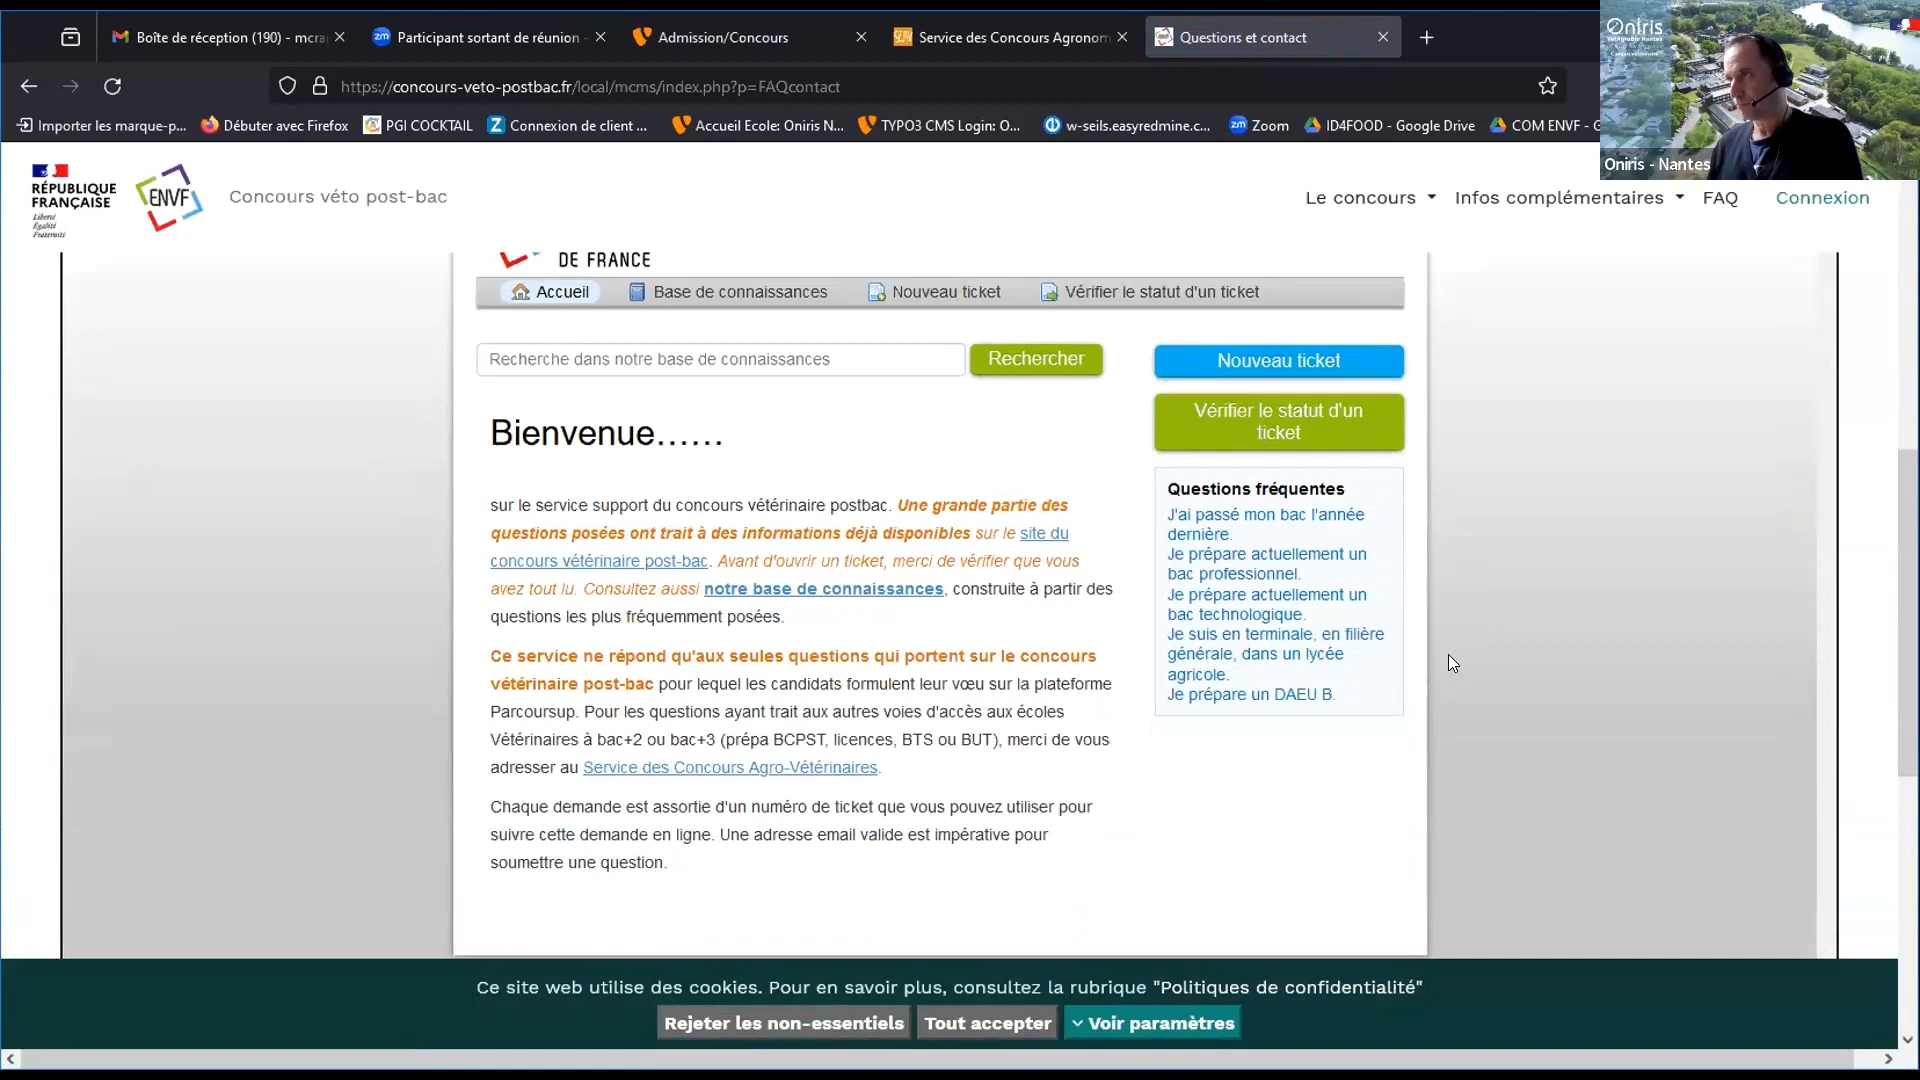 Boîte de réception (190) - mcra
Participant sortant de réunion -
Admission/Concours
Service des Concours Agronom
Questions et contact
https://concours-veto-postbac.fr/local/mcms/index.php?p=FAQcontact
Importer les marque-p...
Débuter avec Firefox
PGI COCKTAIL
Connexion de client ...
Accueil Ecole: Oniris N...
TYPO3 CMS Login: O...
w-seils.easyredmine.c...
Zoom
ID4FOOD - Google Drive
COM ENVF - G
Oniris
Oniris - Nantes
RÉPUBLIQUE
FRANÇAISE
Liberté
Égalité
Fraternité
ENVF
Concours véto post-bac
Le concours
Infos complémentaires
FAQ
Connexion
DE FRANCE
Accueil
Base de connaissances
Nouveau ticket
Vérifier le statut d'un ticket
Recherche dans notre base de connaissances
Rechercher
Nouveau ticket
Vérifier le statut d'un
ticket
Bienvenue......
sur le service support du concours vétérinaire postbac. Une grande partie des
questions posées ont trait à des informations déjà disponibles sur le site du
concours vétérinaire post-bac. Avant d'ouvrir un ticket, merci de vérifier que vous
avez tout lu. Consultez aussi notre base de connaissances, construite à partir des
questions les plus fréquemment posées.
Ce service ne répond qu'aux seules questions qui portent sur le concours
vétérinaire post-bac pour lequel les candidats formulent leur vœu sur la plateforme
Parcoursup. Pour les questions ayant trait aux autres voies d'accès aux écoles
Vétérinaires à bac+2 ou bac+3 (prépa BCPST, licences, BTS ou BUT), merci de vous
adresser au Service des Concours Agro-Vétérinaires.
Chaque demande est assortie d'un numéro de ticket que vous pouvez utiliser pour
suivre cette demande en ligne. Une adresse email valide est impérative pour
soumettre une question.
Questions fréquentes
J'ai passé mon bac l'année
dernière.
Je prépare actuellement un
bac professionnel.
Je prépare actuellement un
bac technologique.
Je suis en terminale, en filière
générale, dans un lycée
agricole.
Je prépare un DAEU B.
Ce site web utilise des cookies. Pour en savoir plus, consultez la rubrique "Politiques de confidentialité"
Rejeter les non-essentiels
Tout accepter
Voir paramètres